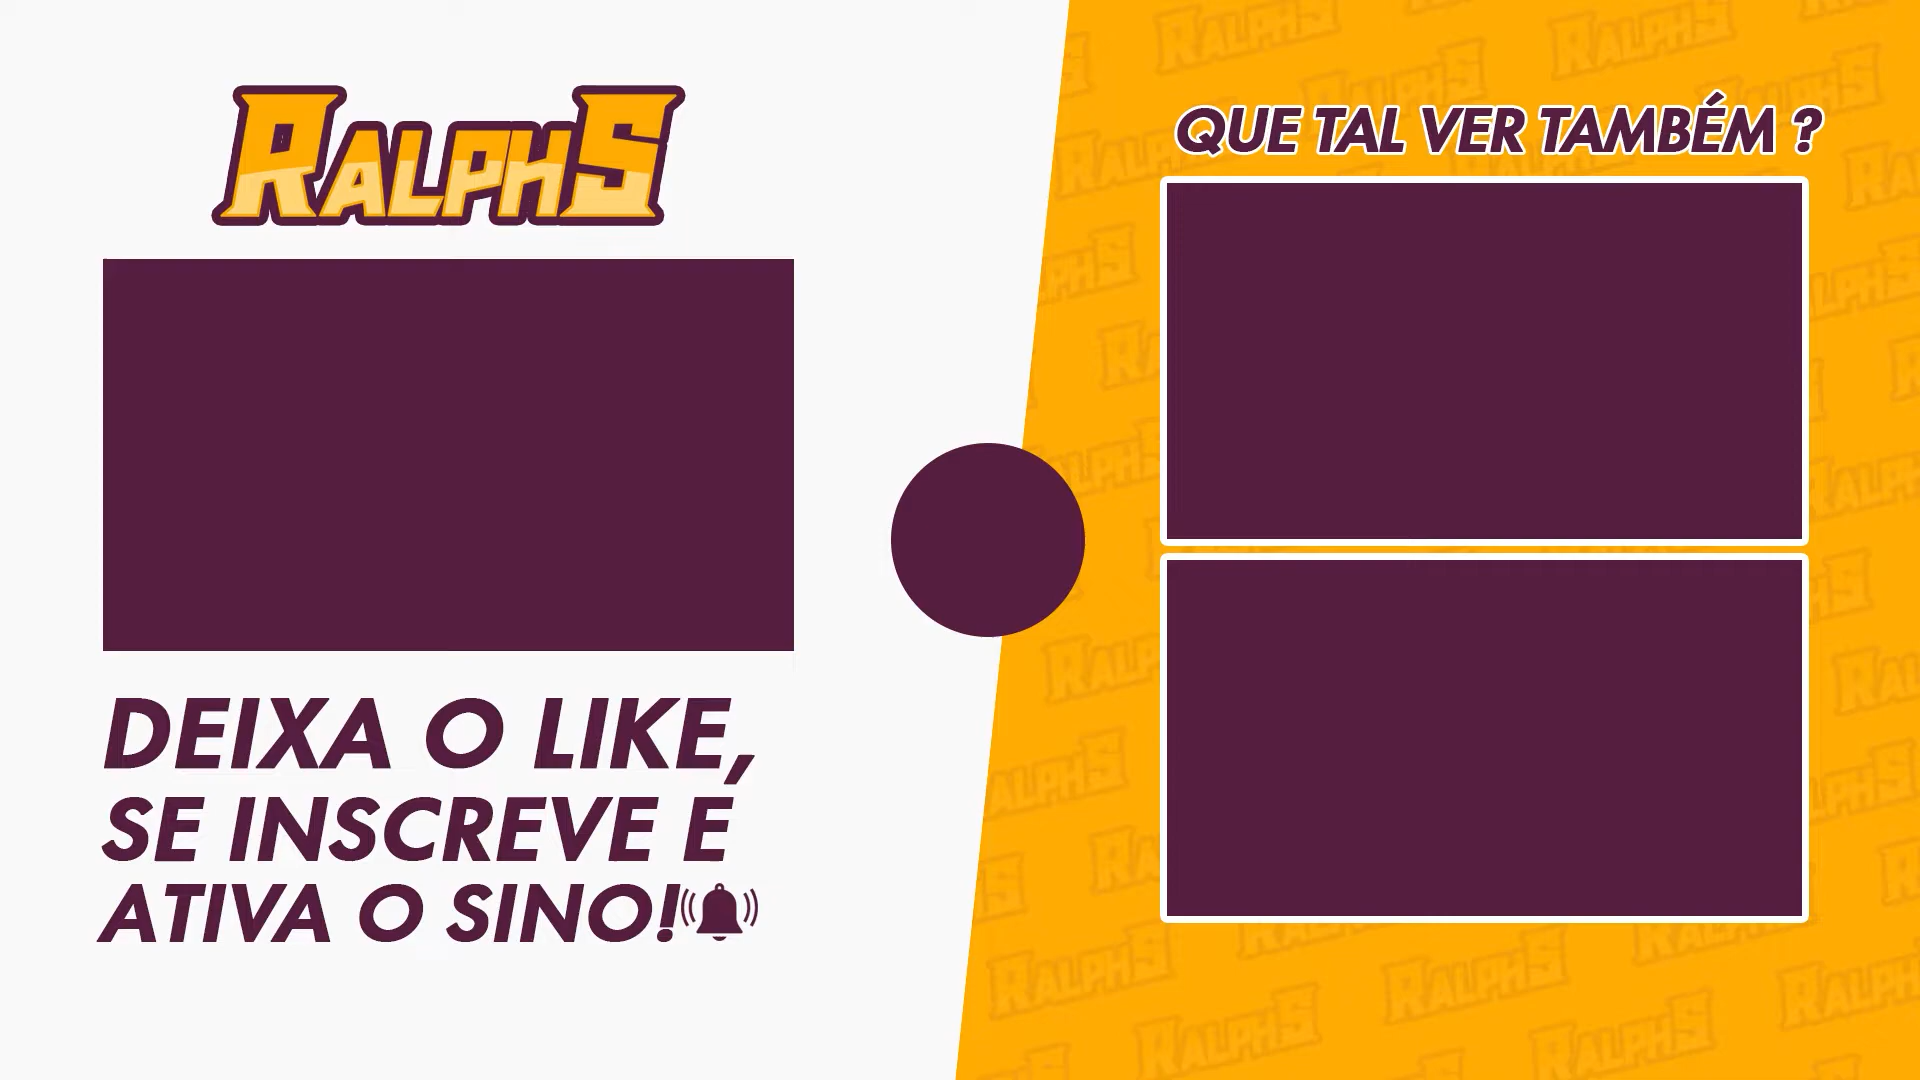 RALPHS
DEIXA O LIKE,
SE INSCREVE E
ATIVA O SINO!
QUE TAL VER TAMBÉM ?